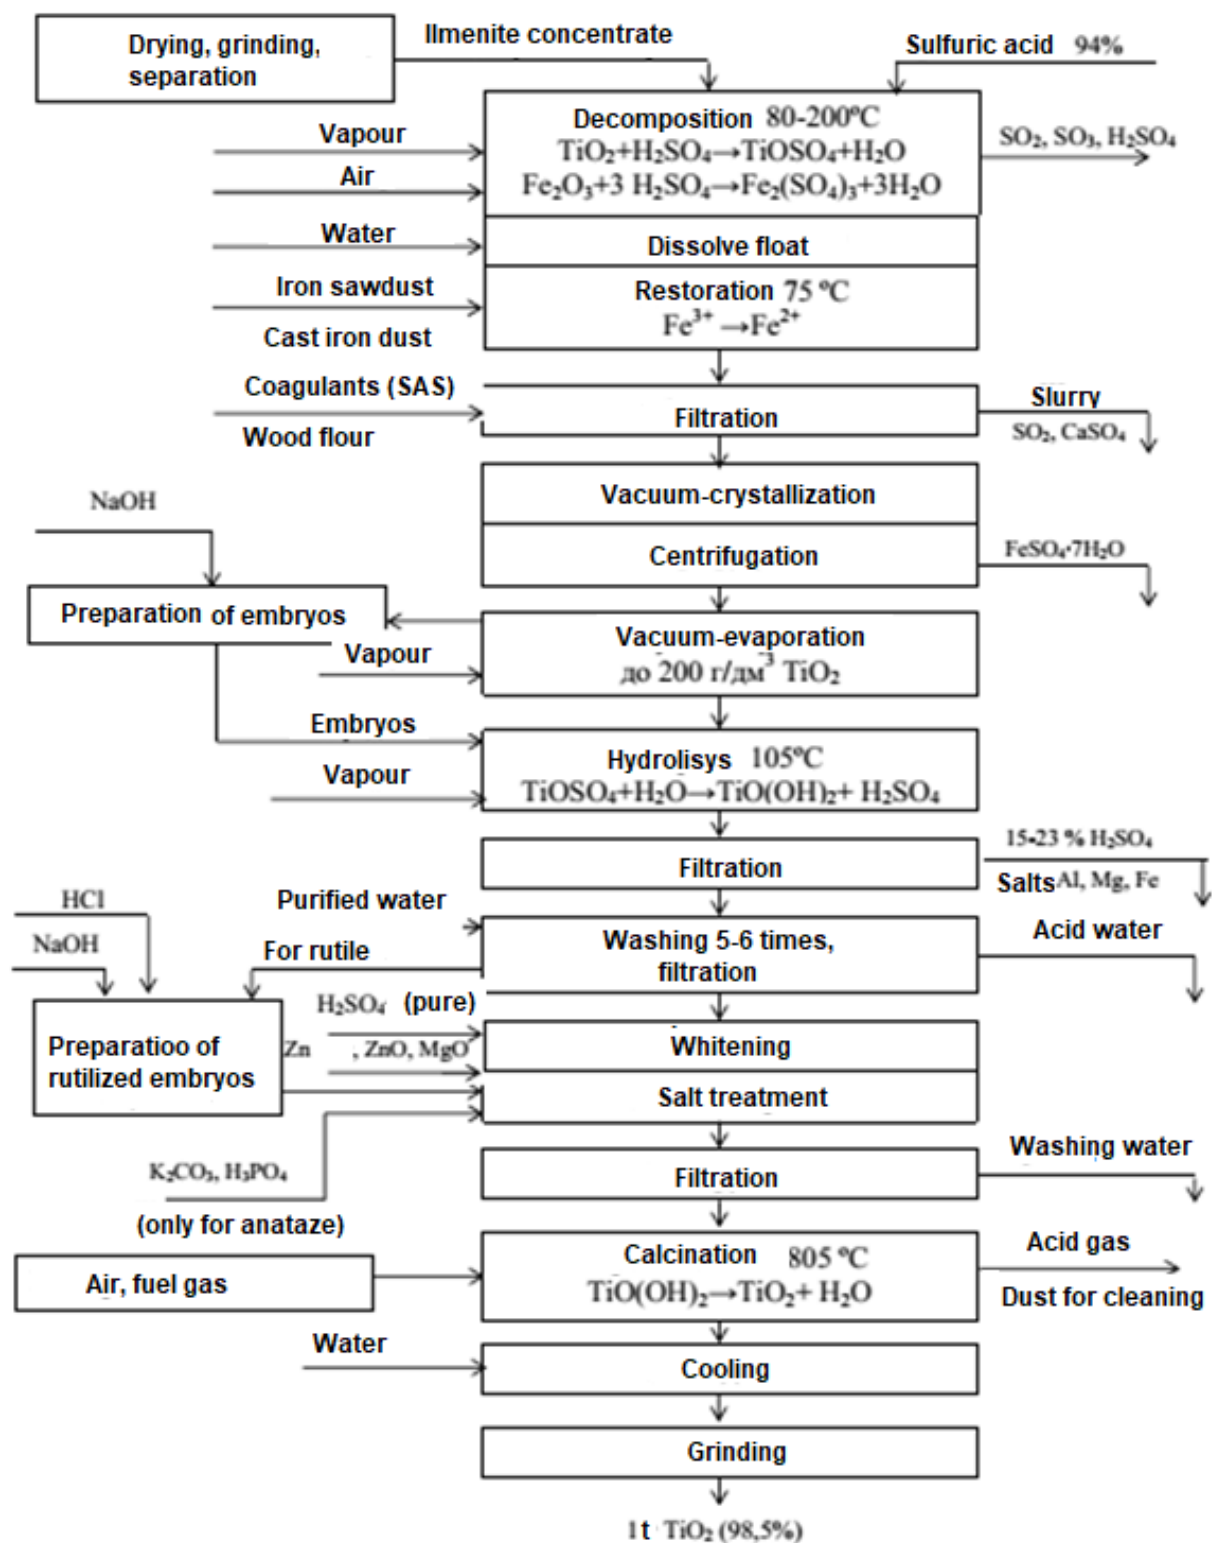 Drying, grinding,
separation
Ilmenite concentrate
Sulfuric acid 94%
Decomposition 80-200ºC
TiO₂+H₂SO₄→TiOSO₄+H₂O
Fe₂O₃+3 H₂SO₄→Fe₂(SO₄)₃+3H₂O
Vapour
Air
SO₂, SO₃, H₂SO₄
Water
Dissolve float
Iron sawdust
Cast iron dust
Restoration 75 ºC
Fe³⁺→Fe²⁺
Coagulants (SAS)
Wood flour
Filtration
Slurry
SO₂, CaSO₄
Vacuum-crystallization
NaOH
Centrifugation
FeSO₄·7H₂O
Preparation of embryos
Vacuum-evaporation
до 200 г/дм³ TiO₂
Vapour
Embryos
Hydrolisys 105ºC
TiOSO₄+H₂O→TiO(OH)₂+ H₂SO₄
Vapour
Filtration
15-23 % H₂SO₄
Salts Al, Mg, Fe
HCl
NaOH
Purified water
For rutile
Washing 5-6 times,
filtration
Acid water
H₂SO₄ (pure)
Whitening
Preparatioo of
rutilized embryos
Zn , ZnO, MgO
Salt treatment
K₂CO₃, H₃PO₄
(only for anataze)
Filtration
Washing water
Air, fuel gas
Calcination 805 ºC
TiO(OH)₂→TiO₂+ H₂O
Acid gas
Dust for cleaning
Water
Cooling
Grinding
1t TiO₂ (98,5%)